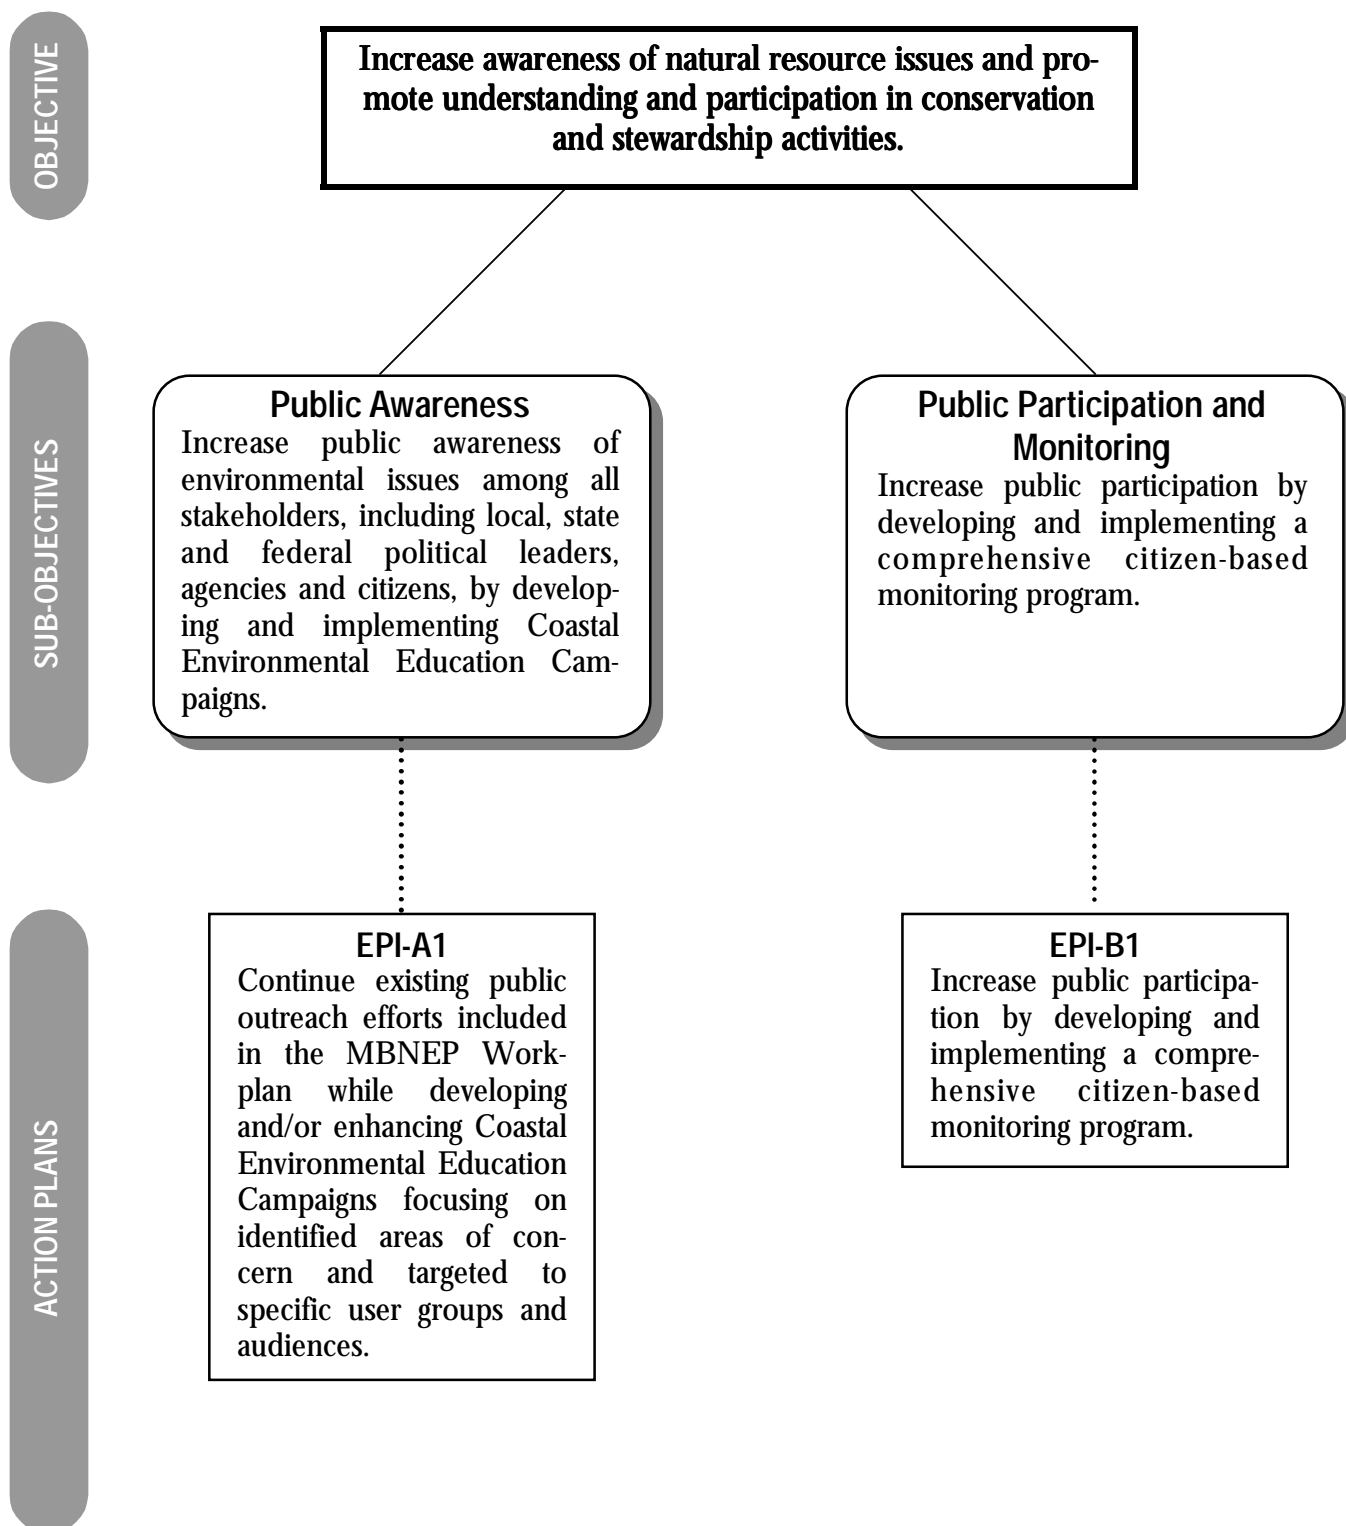 OBJECTIVE
Increase awareness of natural resource issues and pro-
mote understanding and participation in conservation
and stewardship activities.
SUB-OBJECTIVES
Public Awareness
Increase public awareness of
environmental issues among all
stakeholders, including local, state
and federal political leaders,
agencies and citizens, by develop-
ing and implementing Coastal
Environmental Education Cam-
paigns.
Public Participation and
Monitoring
Increase public participation by
developing and implementing a
comprehensive citizen-based
monitoring program.
ACTION PLANS
EPI-A1
Continue existing public
outreach efforts included
in the MBNEP Work-
plan while developing
and/or enhancing Coastal
Environmental Education
Campaigns focusing on
identified areas of con-
cern and targeted to
specific user groups and
audiences.
EPI-B1
Increase public participa-
tion by developing and
implementing a compre-
hensive citizen-based
monitoring program.